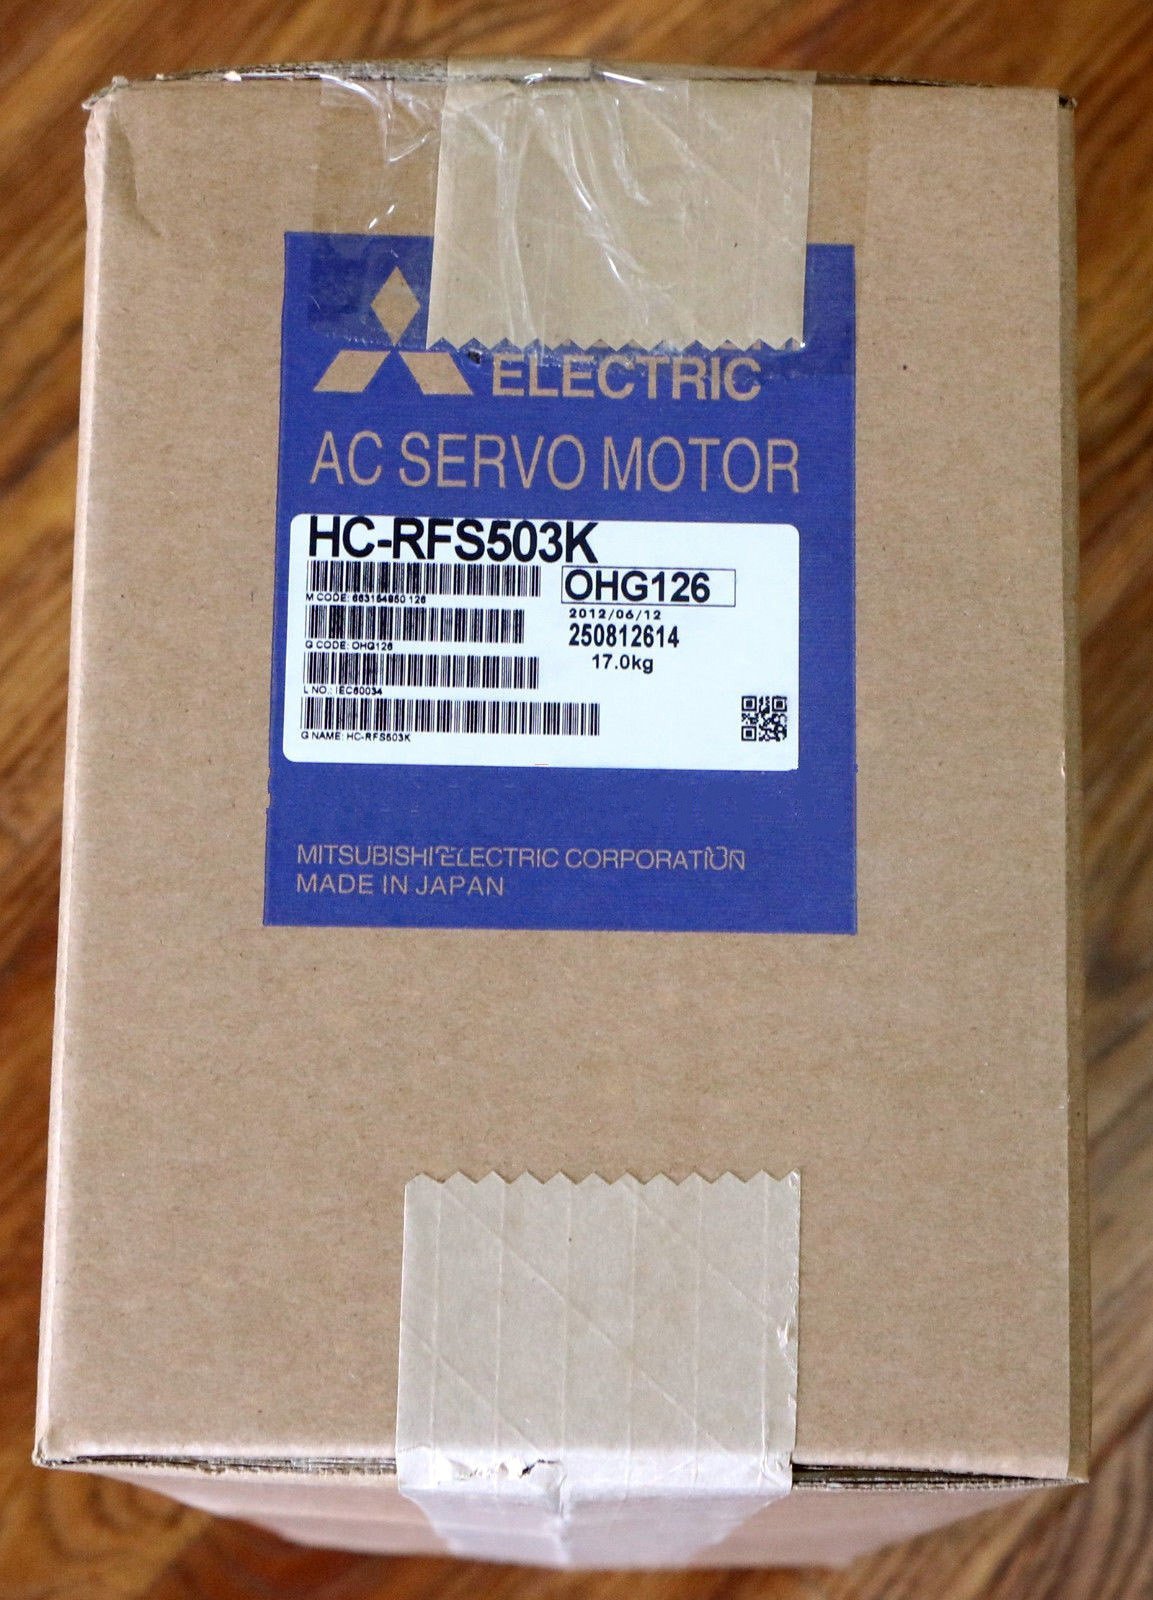 ELECTRIC
AC SERVO MOTOR
HC-RFS503K
OHG126
M CODE: 663154950 126
2012/06/12
250812614
G CODE: OHG126
17.0kg
L NO.: IEC60034
G NAME: HC-RFS503K
MITSUBISHI ELECTRIC CORPORATION
MADE IN JAPAN